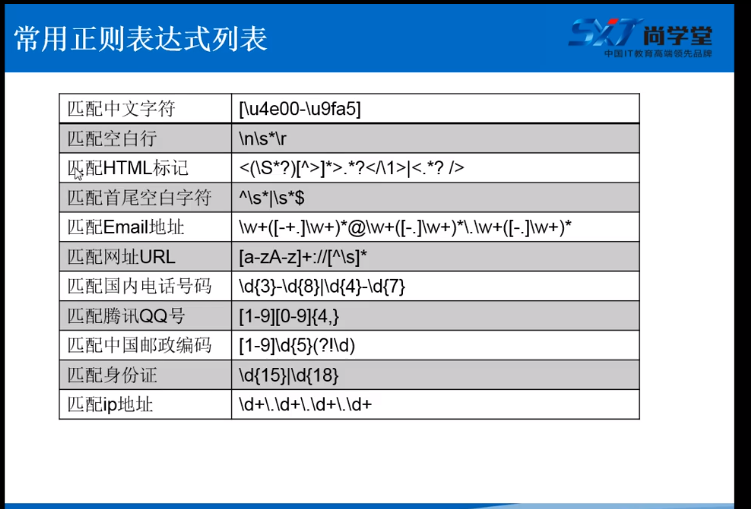 常用正则表达式列表
SXT 尚学堂
中国IT教育高端领先品牌
匹配中文字符 [\u4e00-\u9fa5]
匹配空白行 \n\s*\r
匹配HTML标记 <(\S*?)[^>]*>.*?</\1>|<.*? />
匹配首尾空白字符 ^\s*|\s*$
匹配Email地址 \w+([-+.]\w+)*@\w+([-.]\w+)*\.\w+([-.]\w+)*
匹配网址URL [a-zA-z]+://[^\s]*
匹配国内电话号码 \d{3}-\d{8}|\d{4}-\d{7}
匹配腾讯QQ号 [1-9][0-9]{4,}
匹配中国邮政编码 [1-9]\d{5}(?!\d)
匹配身份证 \d{15}|\d{18}
匹配ip地址 \d+\.\d+\.\d+\.\d+